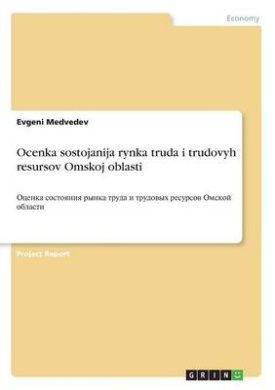 Economy
Evgeni Medvedev
Ocenka sostojanija rynka truda i trudovyh
resursov Omskoj oblasti
Оценка состояния рынка труда и трудовых ресурсов Омской
области
Project Report
GRIN